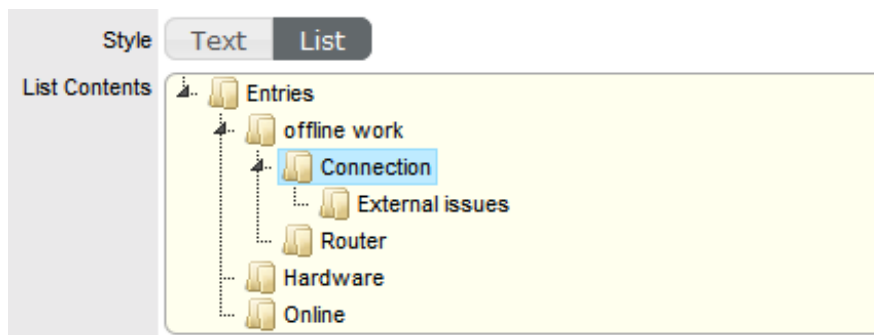 Style Text List
List Contents Entries
offline work
Connection
External issues
Router
Hardware
Online